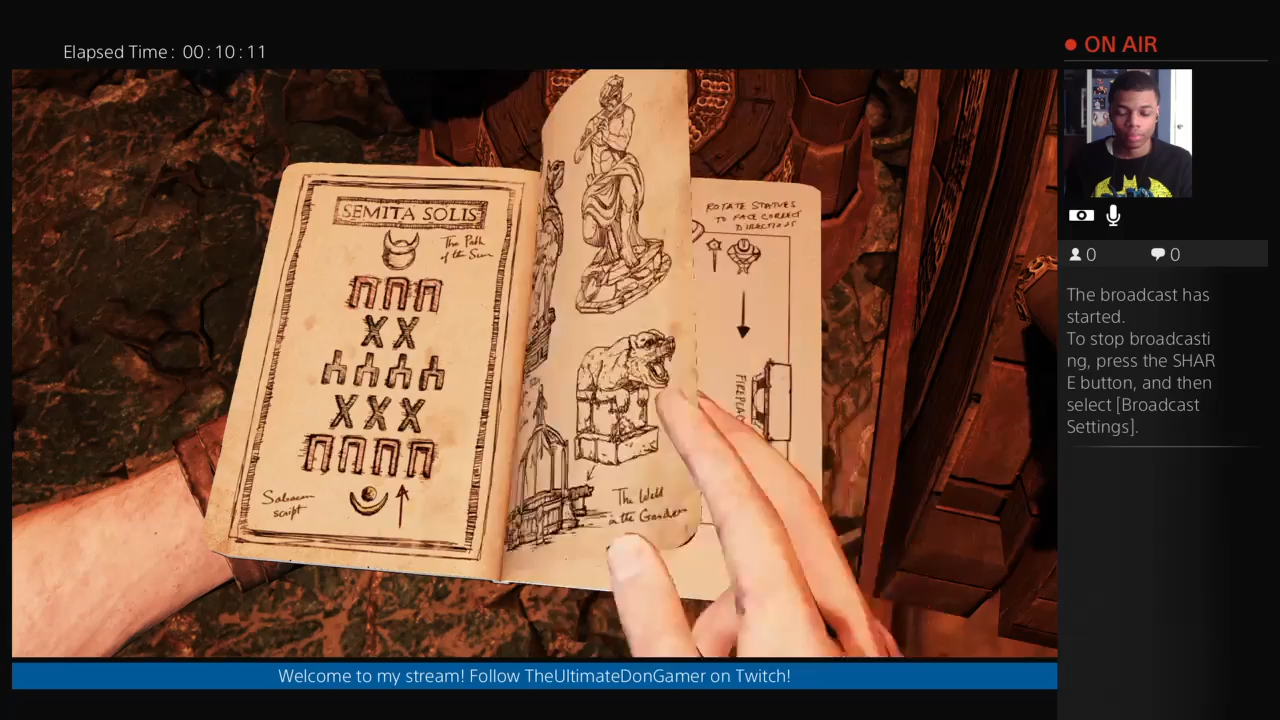 Elapsed Time: 00:10:11
ON AIR
0
0
The broadcast has
started.
To stop broadcasti
ng, press the SHAR
E button, and then
select [Broadcast
Settings].
SEMITA SOLIS
The Path
of the Sun
Sabaean
script
The Well
in the Gardens
ROTATE STATUES
TO FACE CORRECT
DIRECTIONS
Welcome to my stream! Follow TheUltimateDonGamer on Twitch!